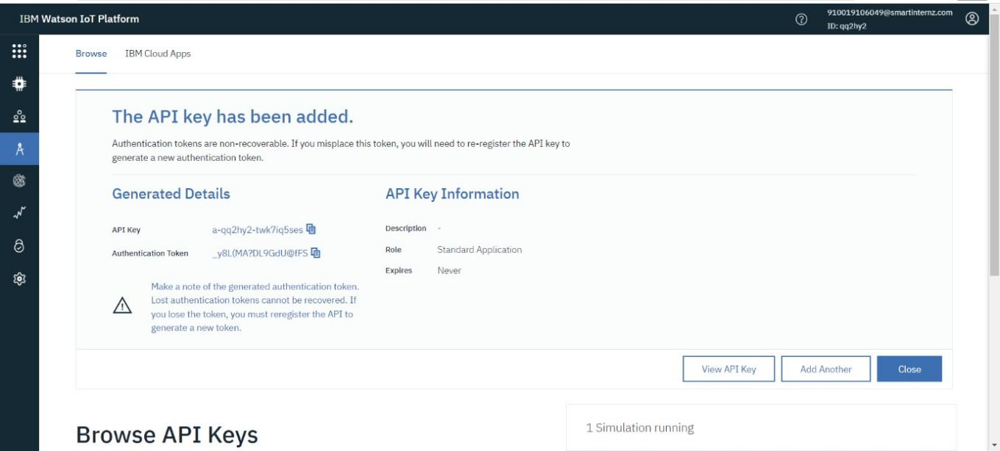 IBM Watson IoT Platform
910019106049@smartinternz.com
ID: qq2hy2
Browse IBM Cloud Apps
The API key has been added.
Authentication tokens are non-recoverable. If you misplace this token, you will need to re-register the API key to
generate a new authentication token.
Generated Details
API Key a-qq2hy2-twk7iq5ses
Authentication Token _y8L(MA?DL9GdU@fFS
Make a note of the generated authentication token.
Lost authentication tokens cannot be recovered. If
you lose the token, you must reregister the API to
generate a new token.
API Key Information
Description -
Role Standard Application
Expires Never
View API Key Add Another Close
Browse API Keys
1 Simulation running